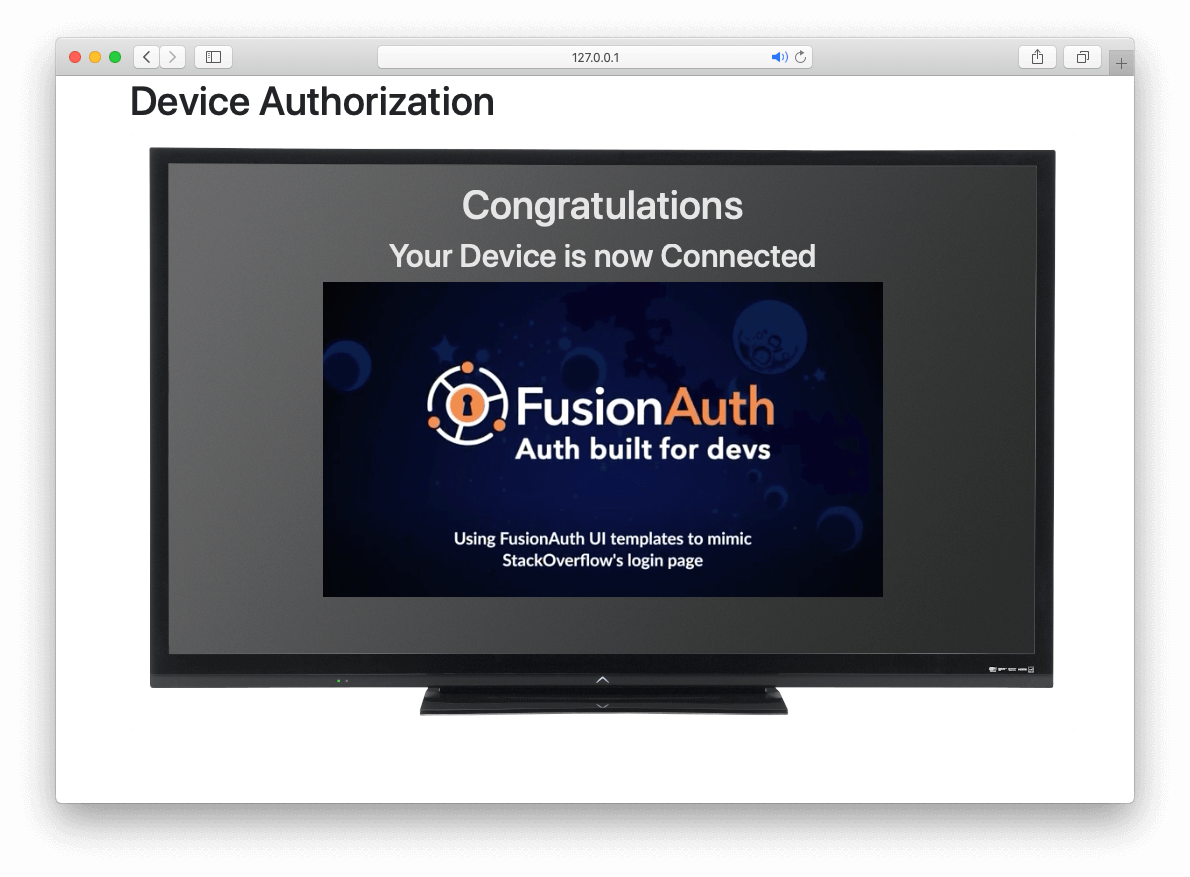 127.0.0.1
Device Authorization
Congratulations
Your Device is now Connected
FusionAuth
Auth built for devs
Using FusionAuth UI templates to mimic
StackOverflow's login page